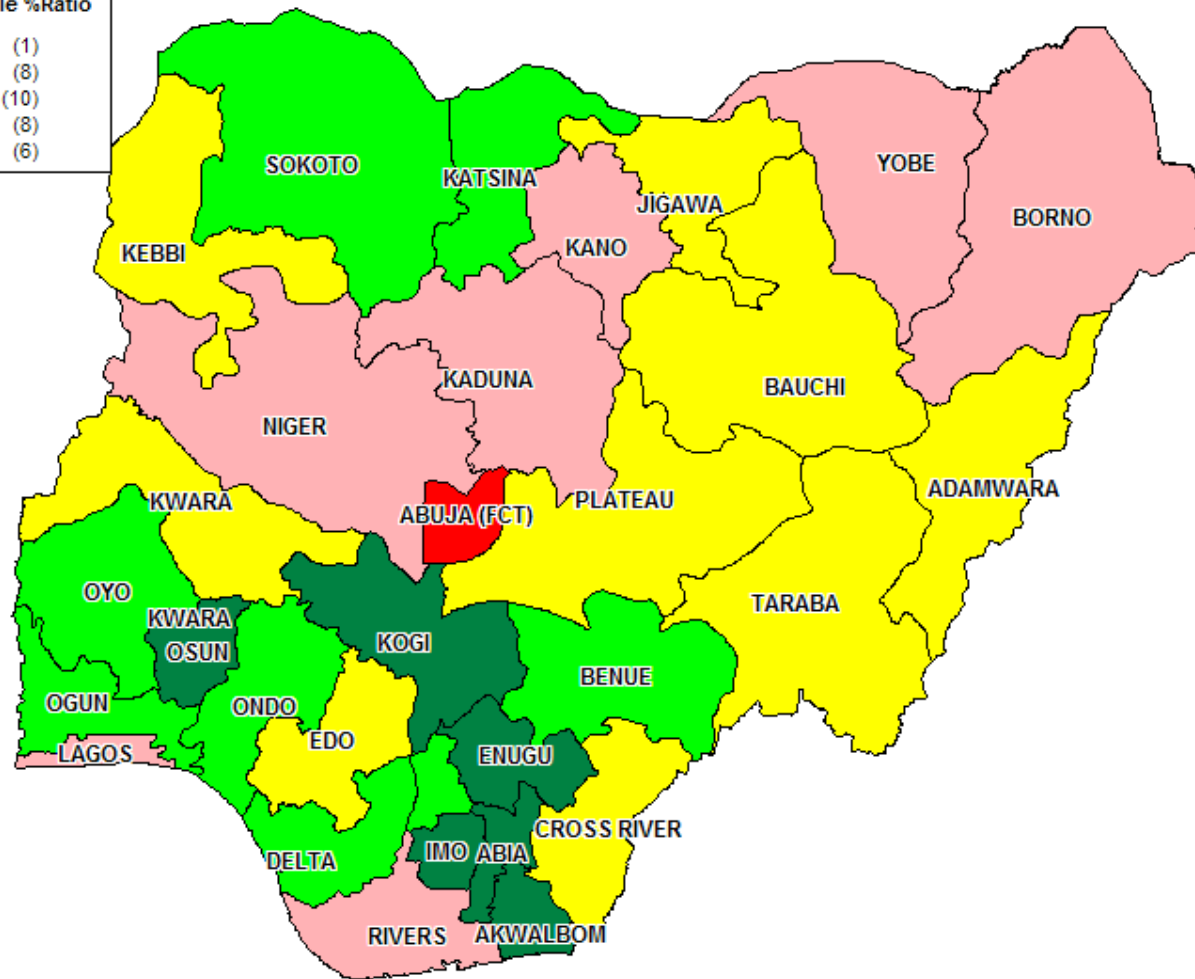 %Ratio
(1)
(8)
(10)
(8)
(6)
SOKOTO
KATSINA
YOBE
JIGAWA
BORNO
KEBBI
KANO
KADUNA
BAUCHI
NIGER
KWARA
PLATEAU
ADAMWARA
ABUJA (FCT)
OYO
TARABA
KWARA
OSUN
KOGI
BENUE
OGUN
ONDO
EDO
LAGOS
ENUGU
CROSS RIVER
DELTA
IMO
ABIA
RIVERS
AKWALBOM